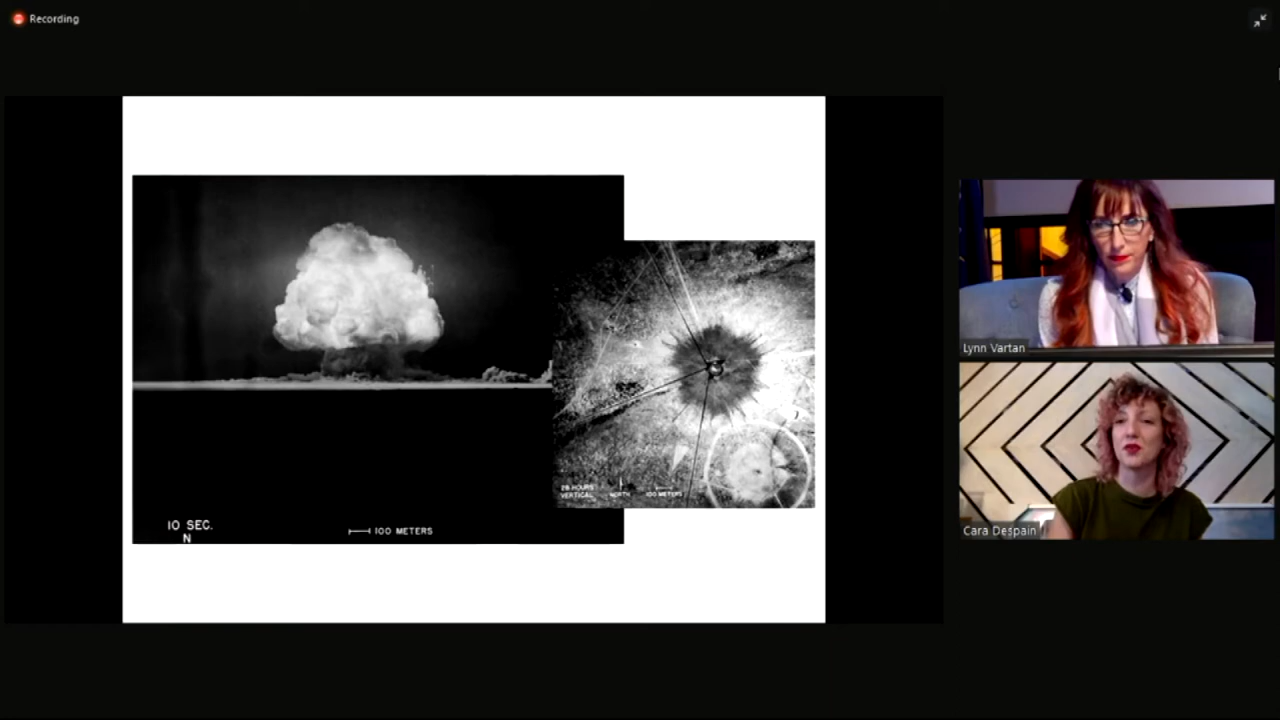 Recording
10 SEC.
N
100 METERS
28 HOURS
VERTICAL
NORTH
100 METERS
Lynn Vartan
Cara Despain